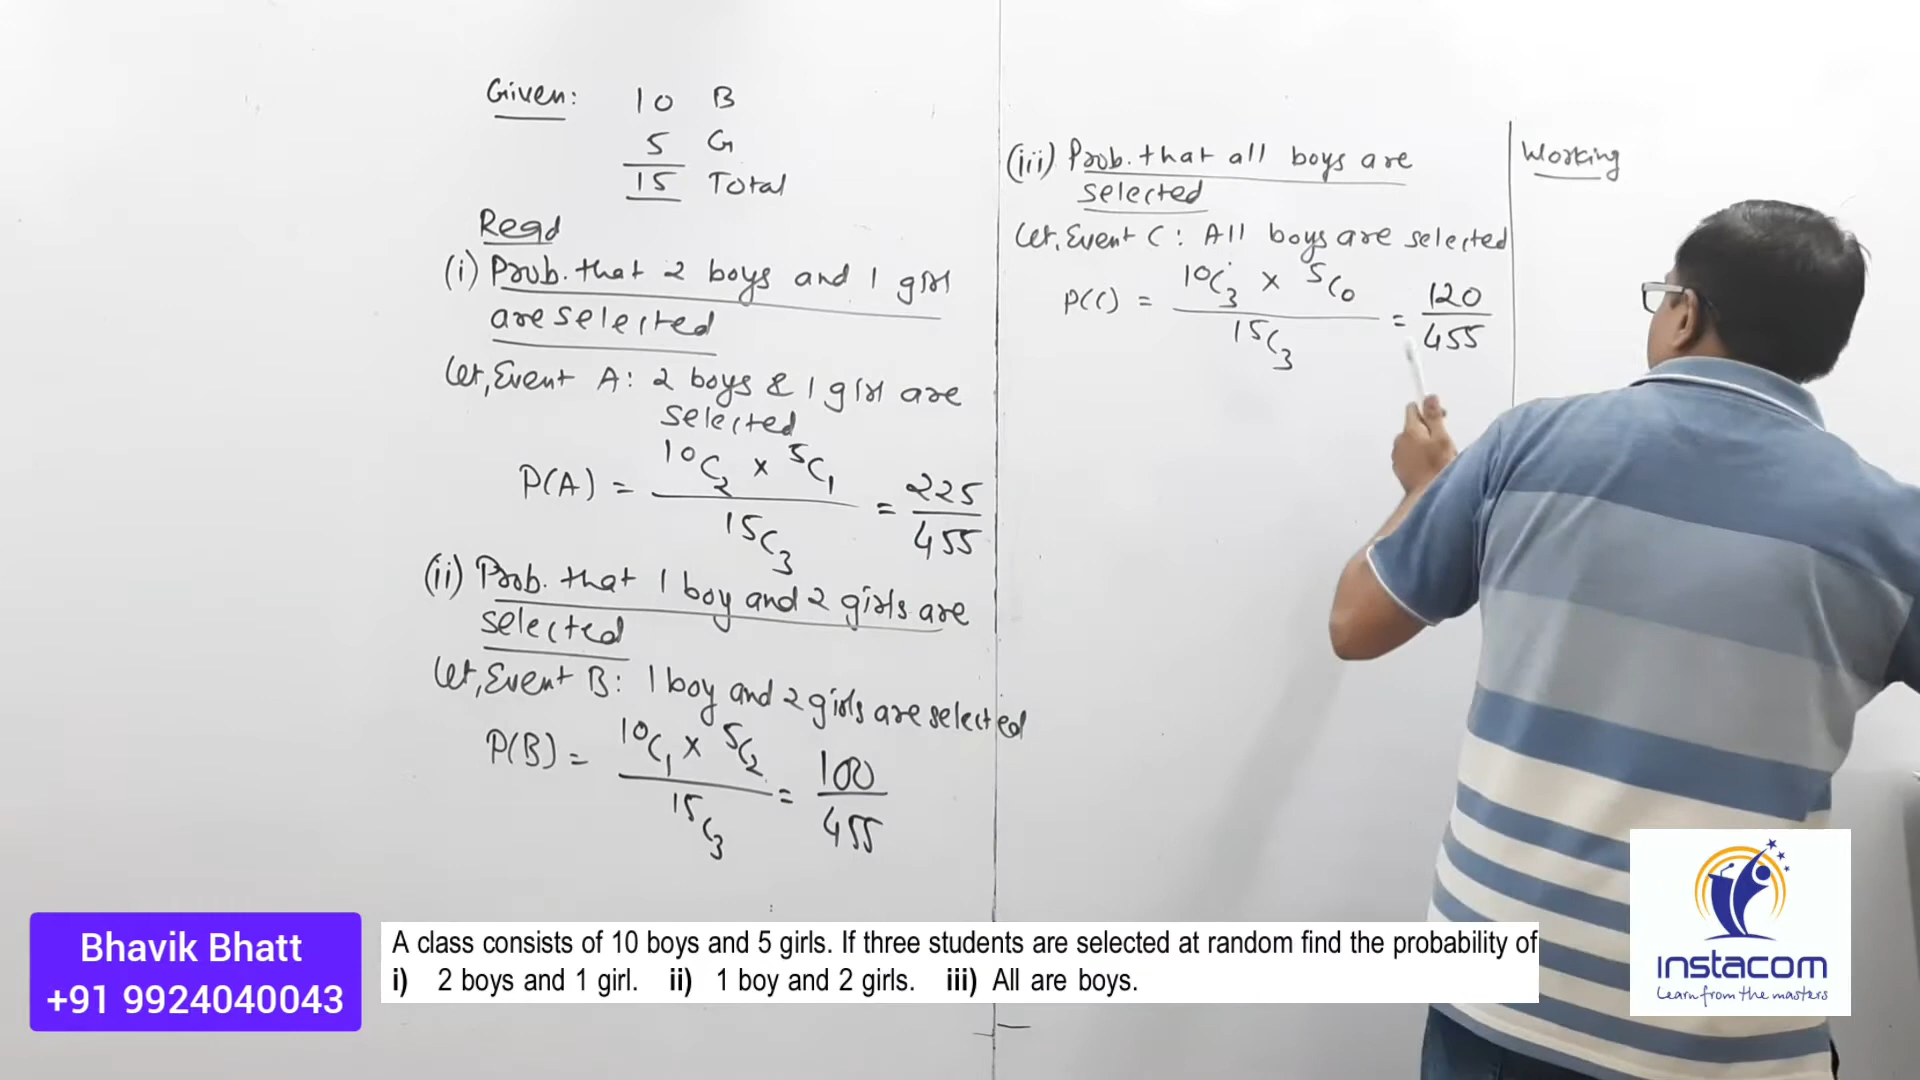 Given: 10 B
5 G
15 Total
Reqd
(i) Prob. that 2 boys and 1 girl
are selected
Let, Event A: 2 boys & 1 girl are
selected
P(A) = 10C2 x 5C1 / 15C3 = 225/455
(ii) Prob. that 1 boy and 2 girls are
selected
Let, Event B: 1 boy and 2 girls are selected
P(B) = 10C1 x 5C2 / 15C3 = 100/455
(iii) Prob. that all boys are
selected
Let, Event C: All boys are selected
P(C) = 10C3 x 5C0 / 15C3 = 120/455
Working
Bhavik Bhatt
+91 9924040043
A class consists of 10 boys and 5 girls. If three students are selected at random find the probability of
i) 2 boys and 1 girl. ii) 1 boy and 2 girls. iii) All are boys.
instacom
Learn from the masters